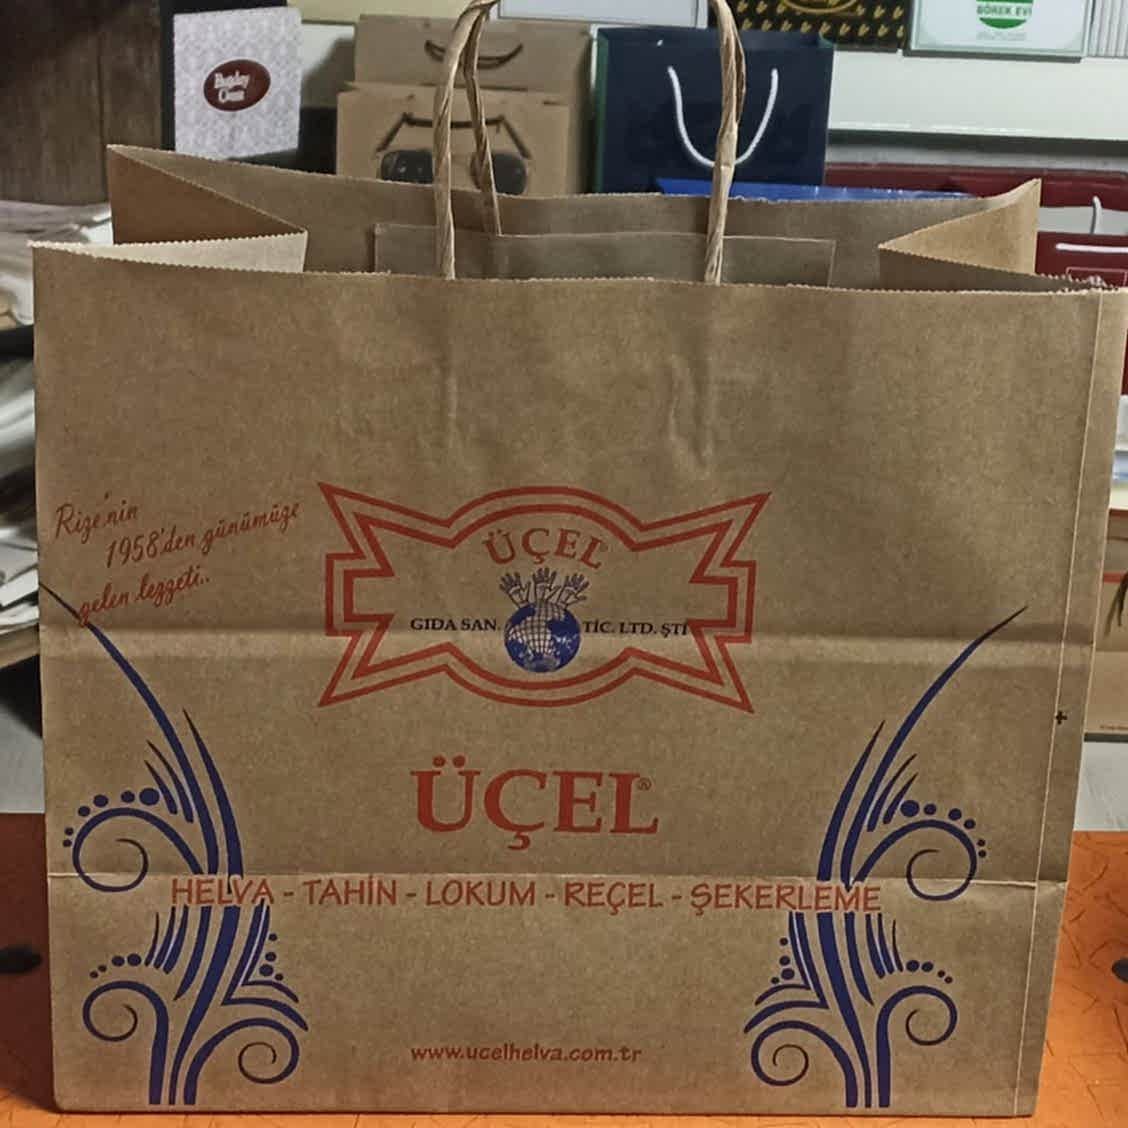 BÖREK EVİ
Rize'nin
1958'den günümüze
gelen lezzeti..
ÜÇEL
GIDA SAN. TİC. LTD. ŞTİ
ÜÇEL®
HELVA - TAHİN - LOKUM - REÇEL - ŞEKERLEME
www.ucelhelva.com.tr